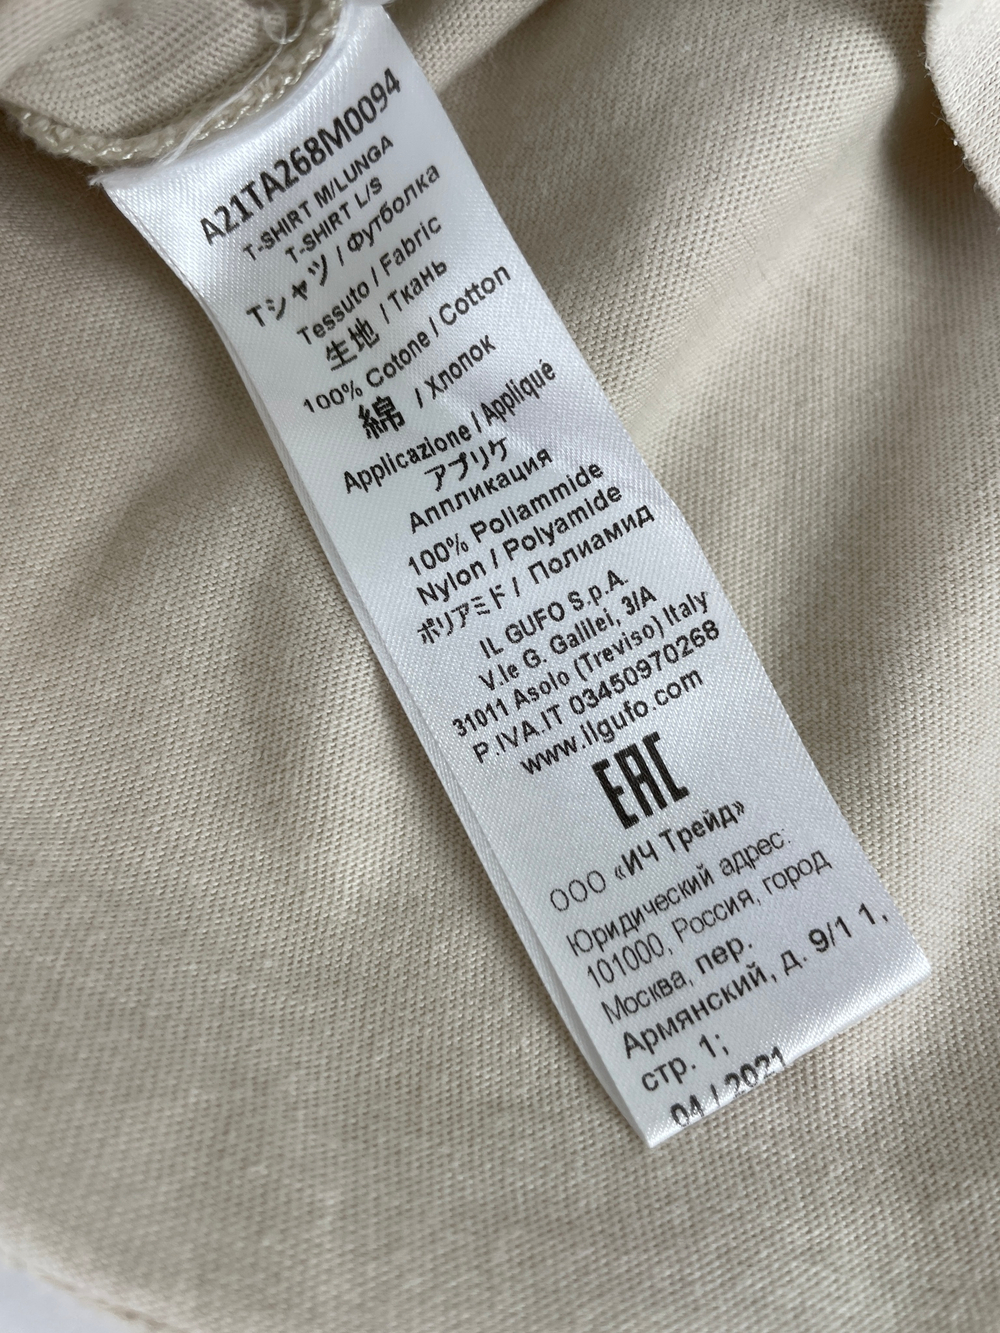 A21TA268M0094
T-SHIRT M/LUNGA
T-SHIRT L/S
Tシャツ / Футболка
Tessuto / Fabric
生地 / Ткань
100% Cotone / Cotton
綿 / Хлопок
Applicazione / Appliqué
アプリケ
Аппликация
100% Poliammide
Nylon / Polyamide
ポリアミド / Полиамид
IL GUFO S.p.A.
V.le G. Galilei, 3/A
31011 Asolo (Treviso) Italy
P.IVA.IT 03450970268
www.ilgufo.com
EAC
ООО «ИЧ Трейд»
Юридический адрес:
101000, Россия, город
Москва, пер.
Армянский, д. 9/1 1,
стр. 1;
04 / 2021